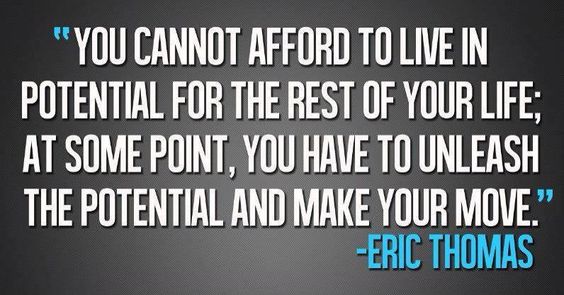 “YOU CANNOT AFFORD TO LIVE IN
POTENTIAL FOR THE REST OF YOUR LIFE;
AT SOME POINT, YOU HAVE TO UNLEASH
THE POTENTIAL AND MAKE YOUR MOVE.”
-ERIC THOMAS